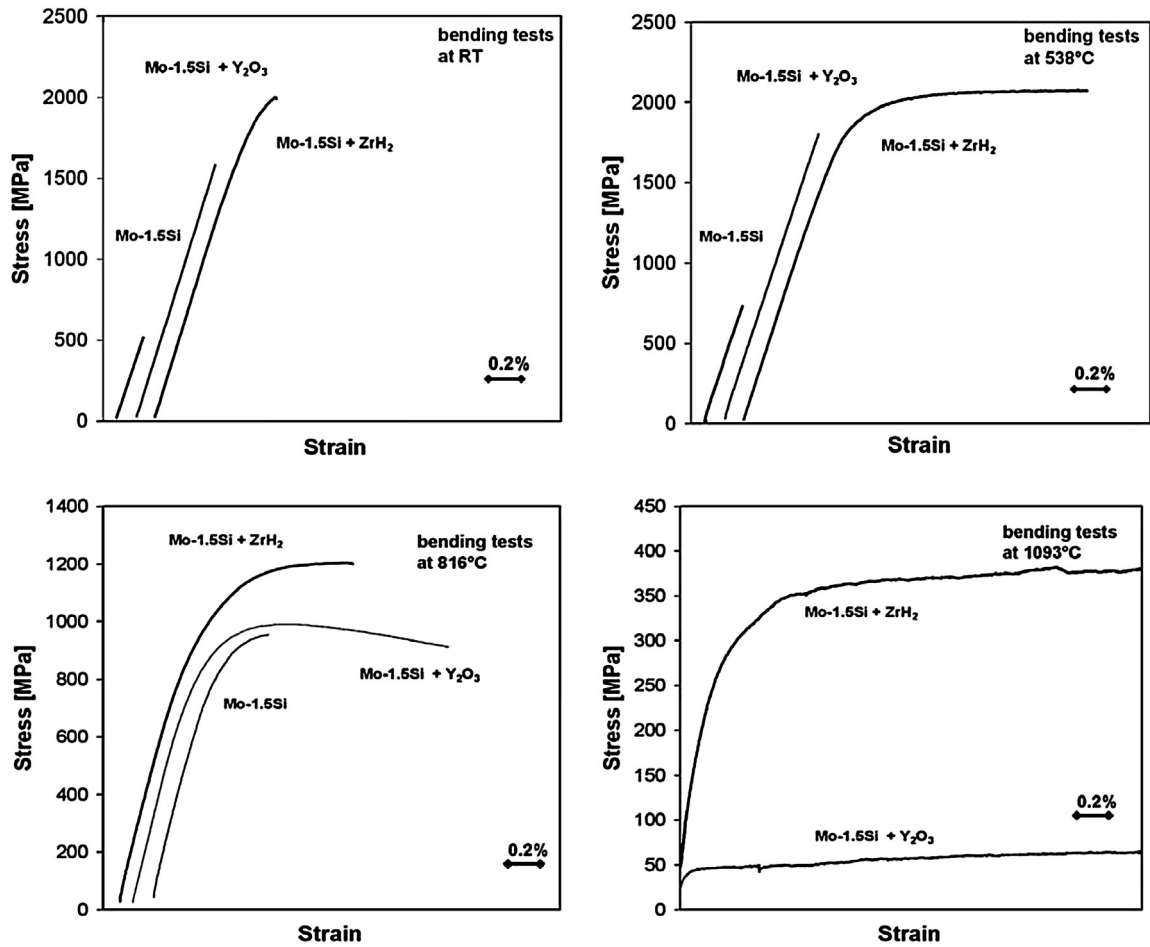 2500
2000
1500
1000
500
0
Stress [MPa]
Strain
bending tests
at RT
Mo-1.5Si + Y₂O₃
Mo-1.5Si + ZrH₂
Mo-1.5Si
0.2%
2500
2000
1500
1000
500
0
Stress [MPa]
Strain
bending tests
at 538°C
Mo-1.5Si + Y₂O₃
Mo-1.5Si + ZrH₂
Mo-1.5Si
0.2%
1400
1200
1000
800
600
400
200
0
Stress [MPa]
Strain
bending tests
at 816°C
Mo-1.5Si + ZrH₂
Mo-1.5Si + Y₂O₃
Mo-1.5Si
0.2%
450
400
350
300
250
200
150
100
50
0
Stress [MPa]
Strain
bending tests
at 1093°C
Mo-1.5Si + ZrH₂
0.2%
Mo-1.5Si + Y₂O₃